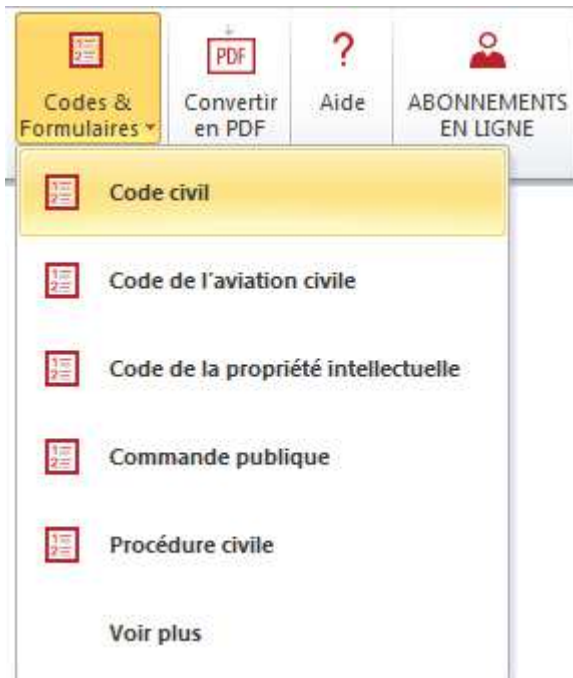 PDF
Codes &
Formulaires
Convertir
en PDF
Aide
ABONNEMENTS
EN LIGNE
Code civil
Code de l'aviation civile
Code de la propriété intellectuelle
Commande publique
Procédure civile
Voir plus